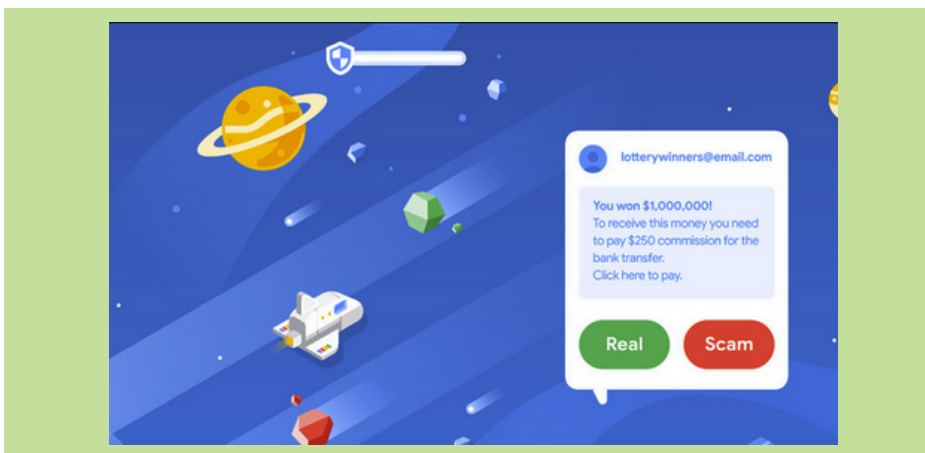 lotterywinners@email.com
You won $1,000,000!
To receive this money you need
to pay $250 commission for the
bank transfer.
Click here to pay.
Real
Scam